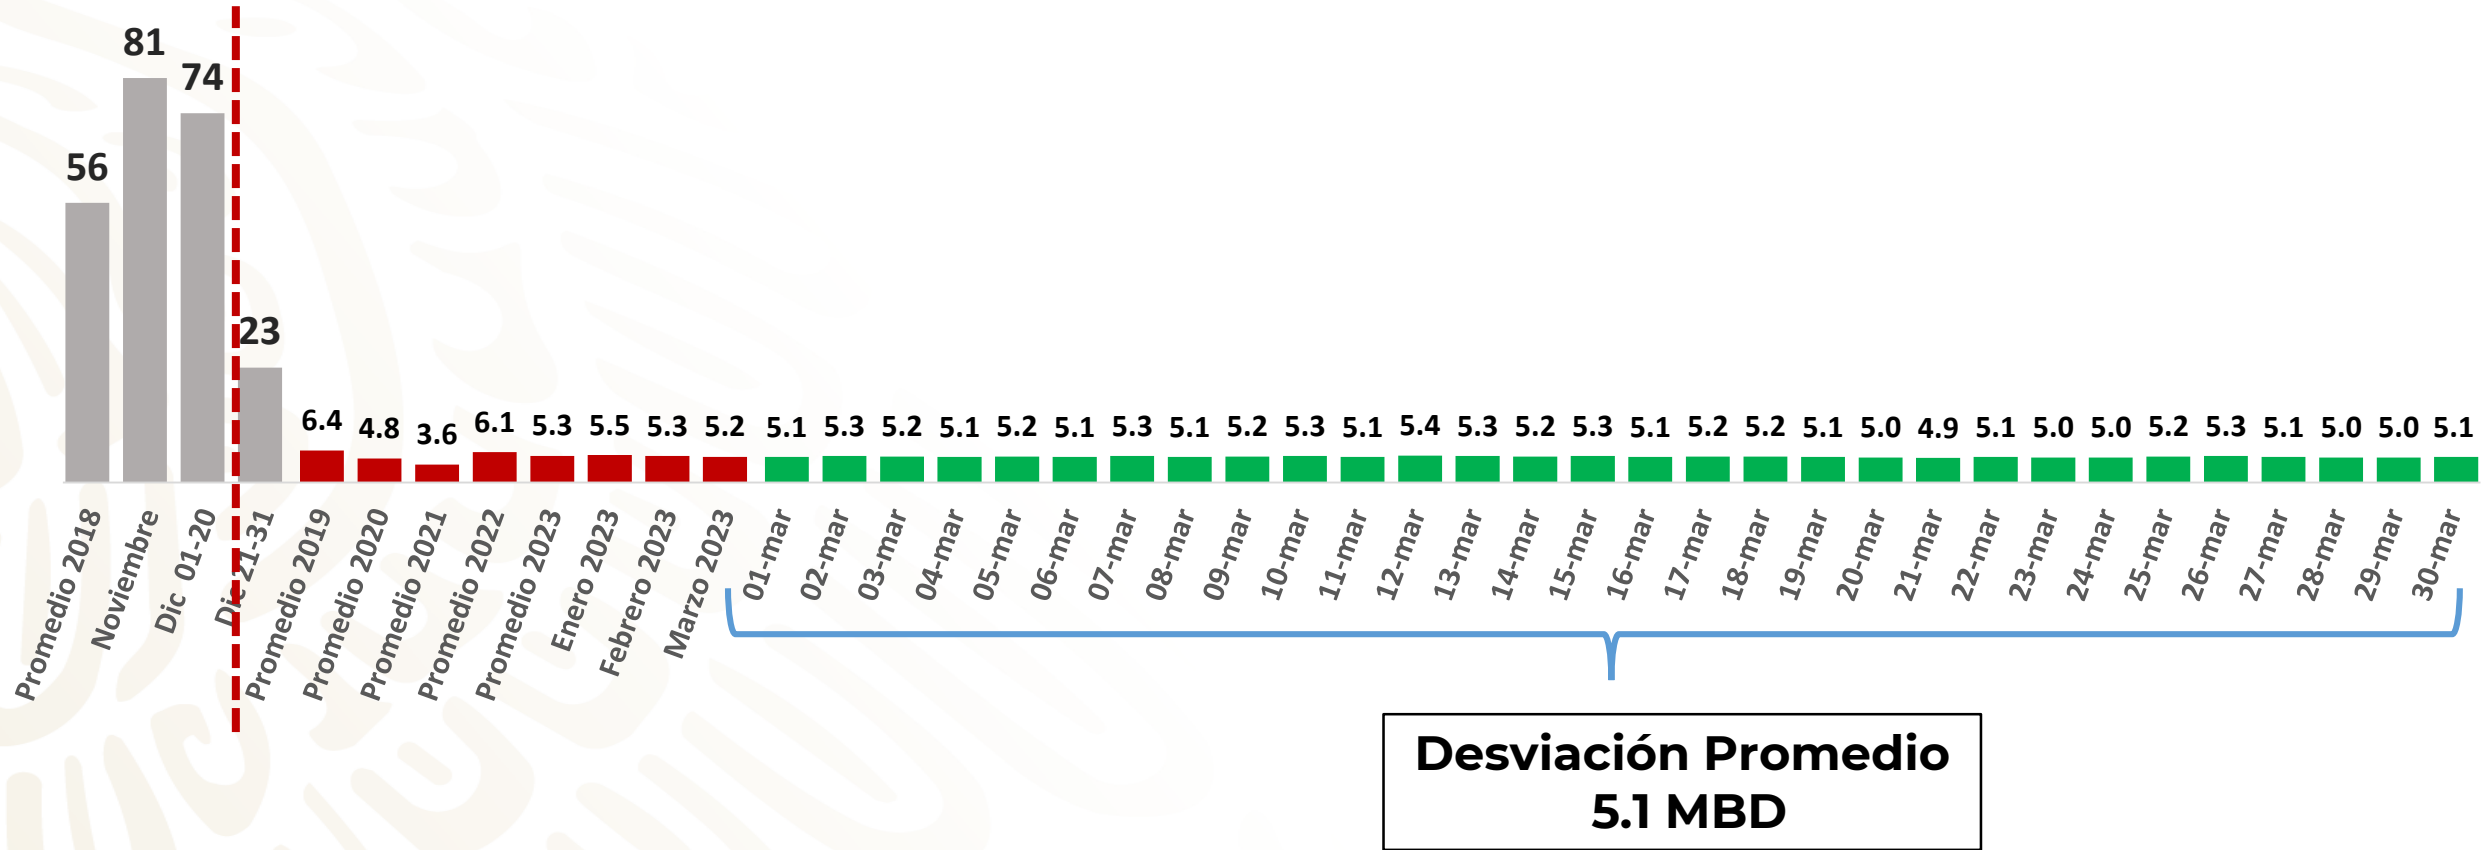 81
74
56
23
6.4 4.8 3.6 6.1 5.3 5.5 5.3 5.2 5.1 5.3 5.2 5.1 5.2 5.1 5.3 5.1 5.2 5.3 5.1 5.4 5.3 5.2 5.3 5.1 5.2 5.2 5.1 5.0 4.9 5.1 5.0 5.0 5.2 5.3 5.1 5.0 5.0 5.1
Promedio 2018
Noviembre
Dic 01-20
Dic 21-31
Promedio 2019
Promedio 2020
Promedio 2021
Promedio 2022
Promedio 2023
Enero 2023
Febrero 2023
Marzo 2023
01-mar
02-mar
03-mar
04-mar
05-mar
06-mar
07-mar
08-mar
09-mar
10-mar
11-mar
12-mar
13-mar
14-mar
15-mar
16-mar
17-mar
18-mar
19-mar
20-mar
21-mar
22-mar
23-mar
24-mar
25-mar
26-mar
27-mar
28-mar
29-mar
30-mar
Desviación Promedio
5.1 MBD